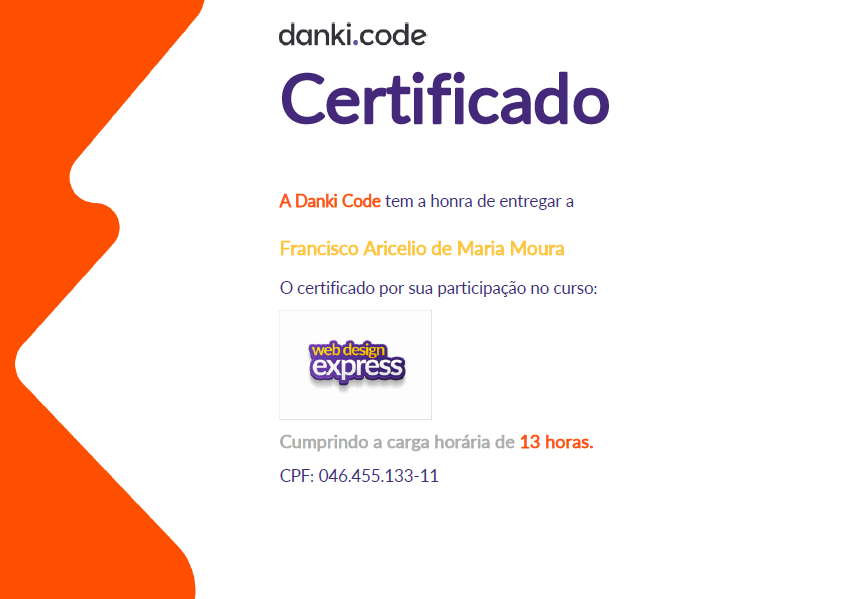 danki.code
Certificado
A Danki Code tem a honra de entregar a
Francisco Aricelio de Maria Moura
O certificado por sua participação no curso:
web design
express
Cumprindo a carga horária de 13 horas.
CPF: 046.455.133-11